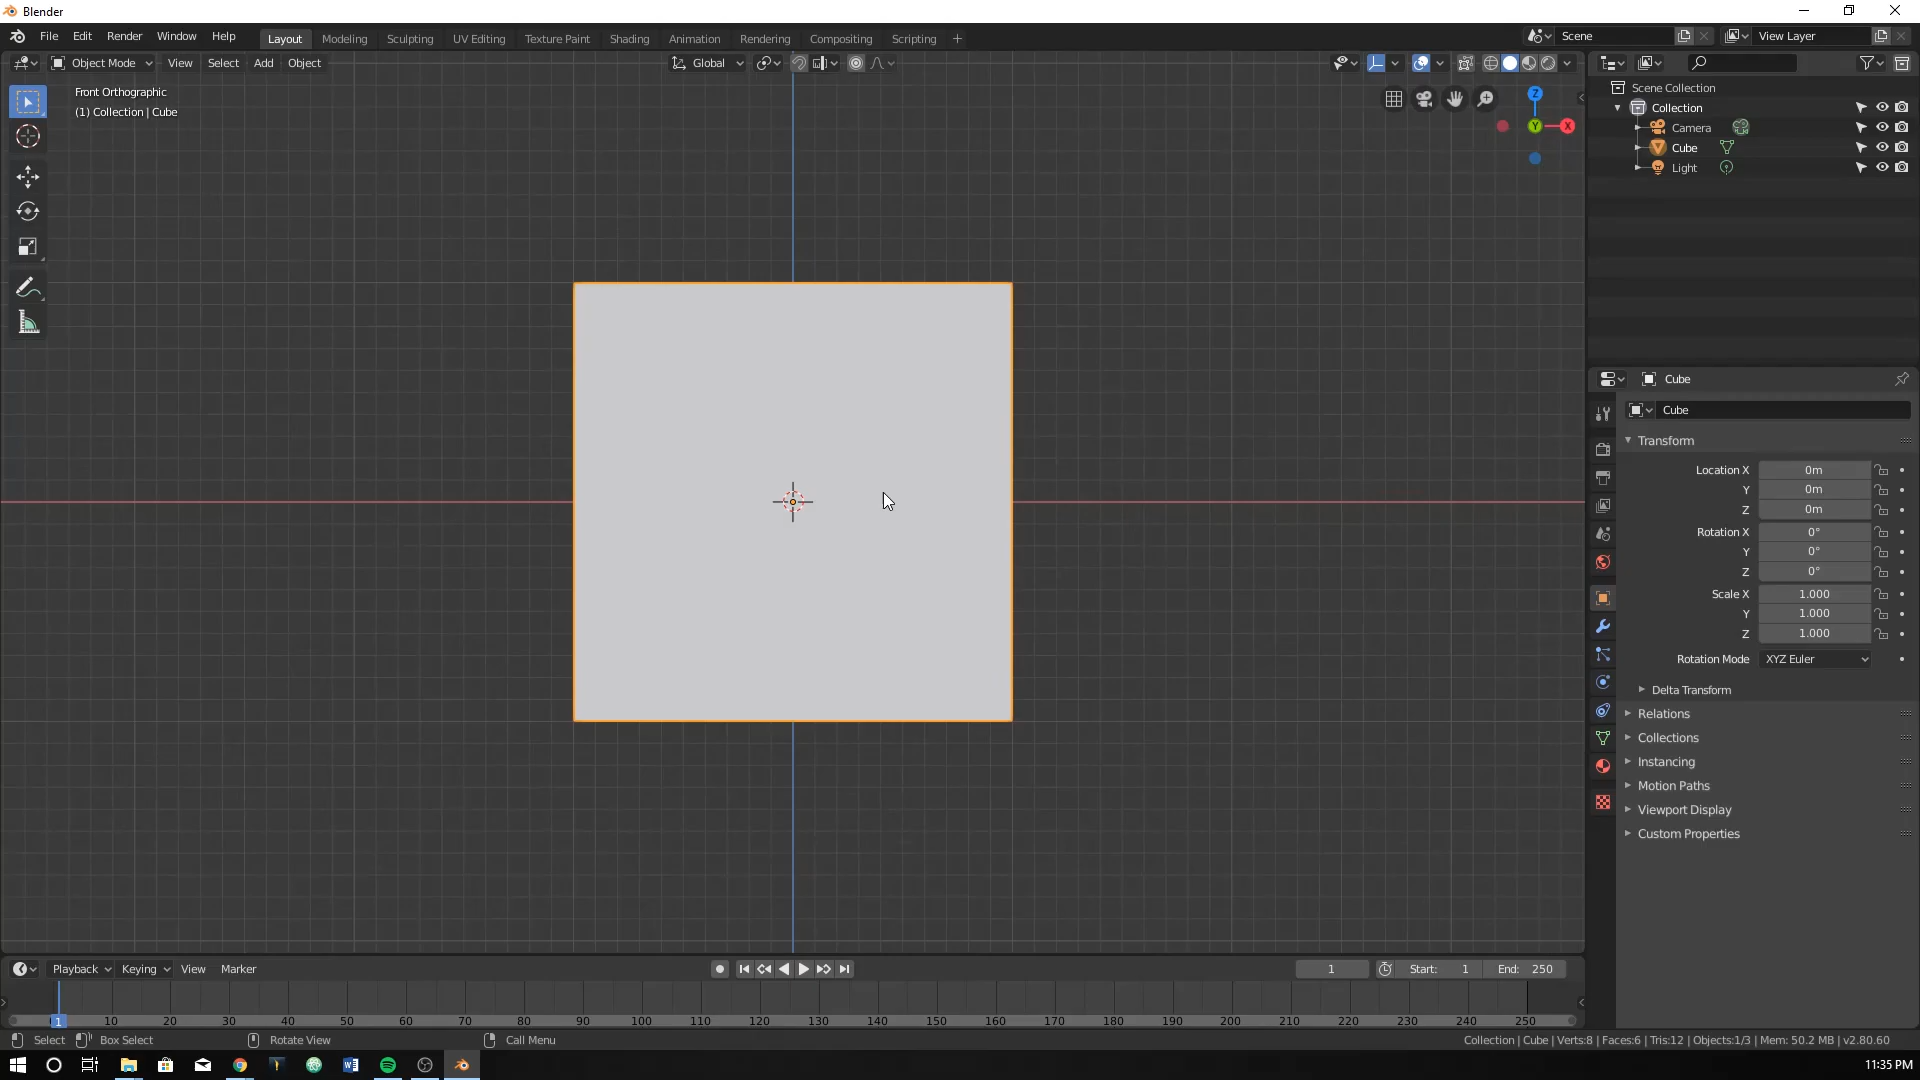 Blender
File Edit Render Window Help
Layout Modeling Sculpting UV Editing Texture Paint Shading Animation Rendering Compositing Scripting +
Scene
View Layer
Object Mode View Select Add Object
Global
Front Orthographic
(1) Collection | Cube
Z
Y
X
Scene Collection
Collection
Camera
Cube
Light
Cube
Cube
Transform
Location X 0m
Y 0m
Z 0m
Rotation X 0°
Y 0°
Z 0°
Scale X 1.000
Y 1.000
Z 1.000
Rotation Mode XYZ Euler
Delta Transform
Relations
Collections
Instancing
Motion Paths
Viewport Display
Custom Properties
Playback Keying View Marker
1 Start: 1 End: 250
1 10 20 30 40 50 60 70 80 90 100 110 120 130 140 150 160 170 180 190 200 210 220 230 240 250
Select Box Select Rotate View Call Menu
Collection | Cube | Verts:8 | Faces:6 | Tris:12 | Objects:1/3 | Mem: 50.2 MB | v2.80.60
11:35 PM